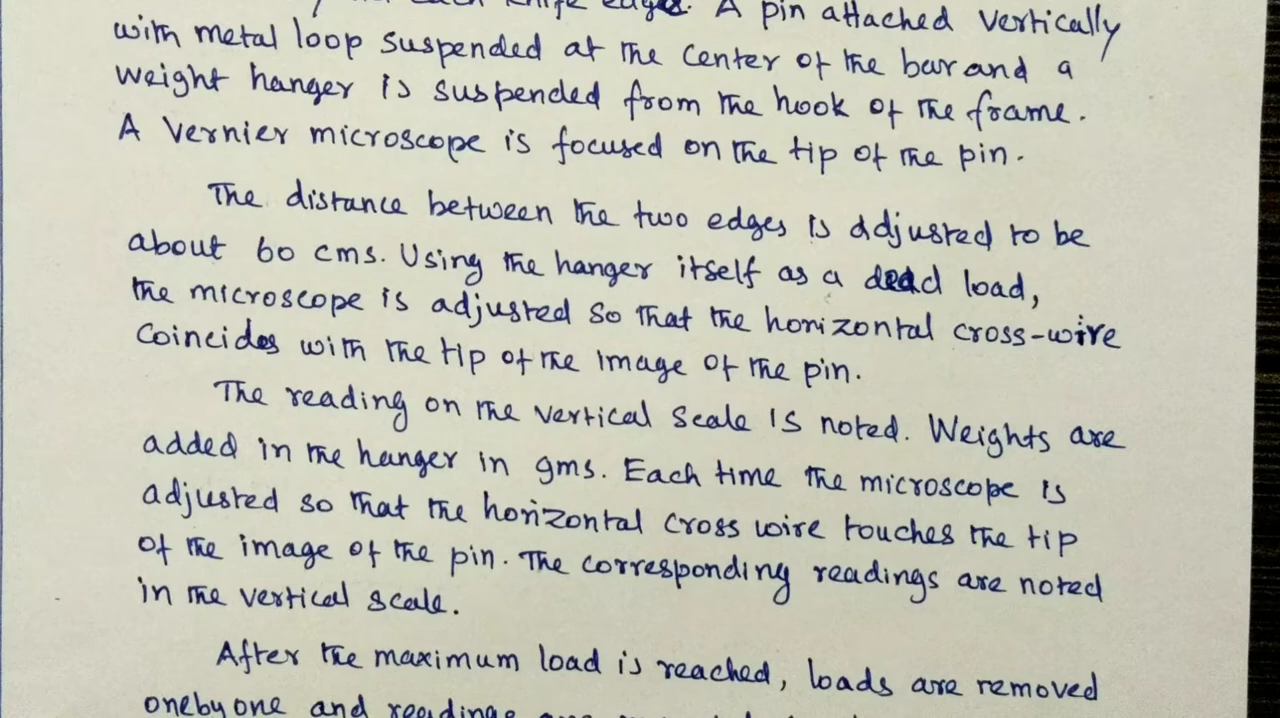 each knife edge. A pin attached vertically
with metal loop suspended at the center of the bar and a
weight hanger is suspended from the hook of the frame.
A Vernier microscope is focused on the tip of the pin.
The distance between the two edges is adjusted to be
about 60 cms. Using the hanger itself as a dead load,
the microscope is adjusted so that the horizontal cross-wire
coincides with the tip of the image of the pin.
The reading on the vertical scale is noted. Weights are
added in the hanger in gms. Each time the microscope is
adjusted so that the horizontal cross wire touches the tip
of the image of the pin. The corresponding readings are noted
in the vertical scale.
After the maximum load is reached, loads are removed
onebyone and readings are